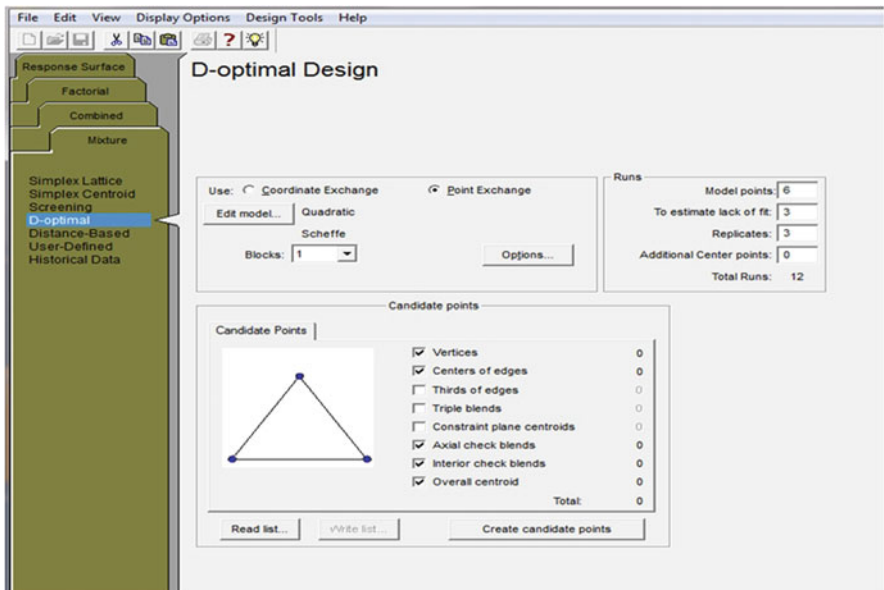 File Edit View Display Options Design Tools Help
?
Response Surface
Factorial
Combined
Mixture
Simplex Lattice
Simplex Centroid
Screening
D-optimal
Distance-Based
User-Defined
Historical Data
D-optimal Design
Use: Coordinate Exchange Point Exchange
Edit model... Quadratic
Scheffe
Blocks: 1 Options...
Runs
Model points: 6
To estimate lack of fit: 3
Replicates: 3
Additional Center points: 0
Total Runs: 12
Candidate points
Candidate Points
Vertices 0
Centers of edges 0
Thirds of edges 0
Triple blends 0
Constraint plane centroids 0
Axial check blends 0
Interior check blends 0
Overall centroid 0
Total: 0
Read list... Write list... Create candidate points